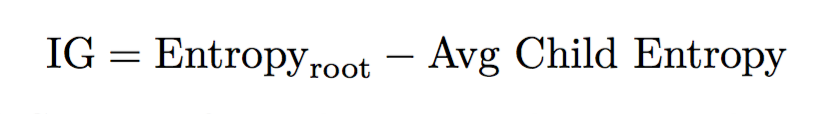 IG = Entropy_root − Avg Child Entropy